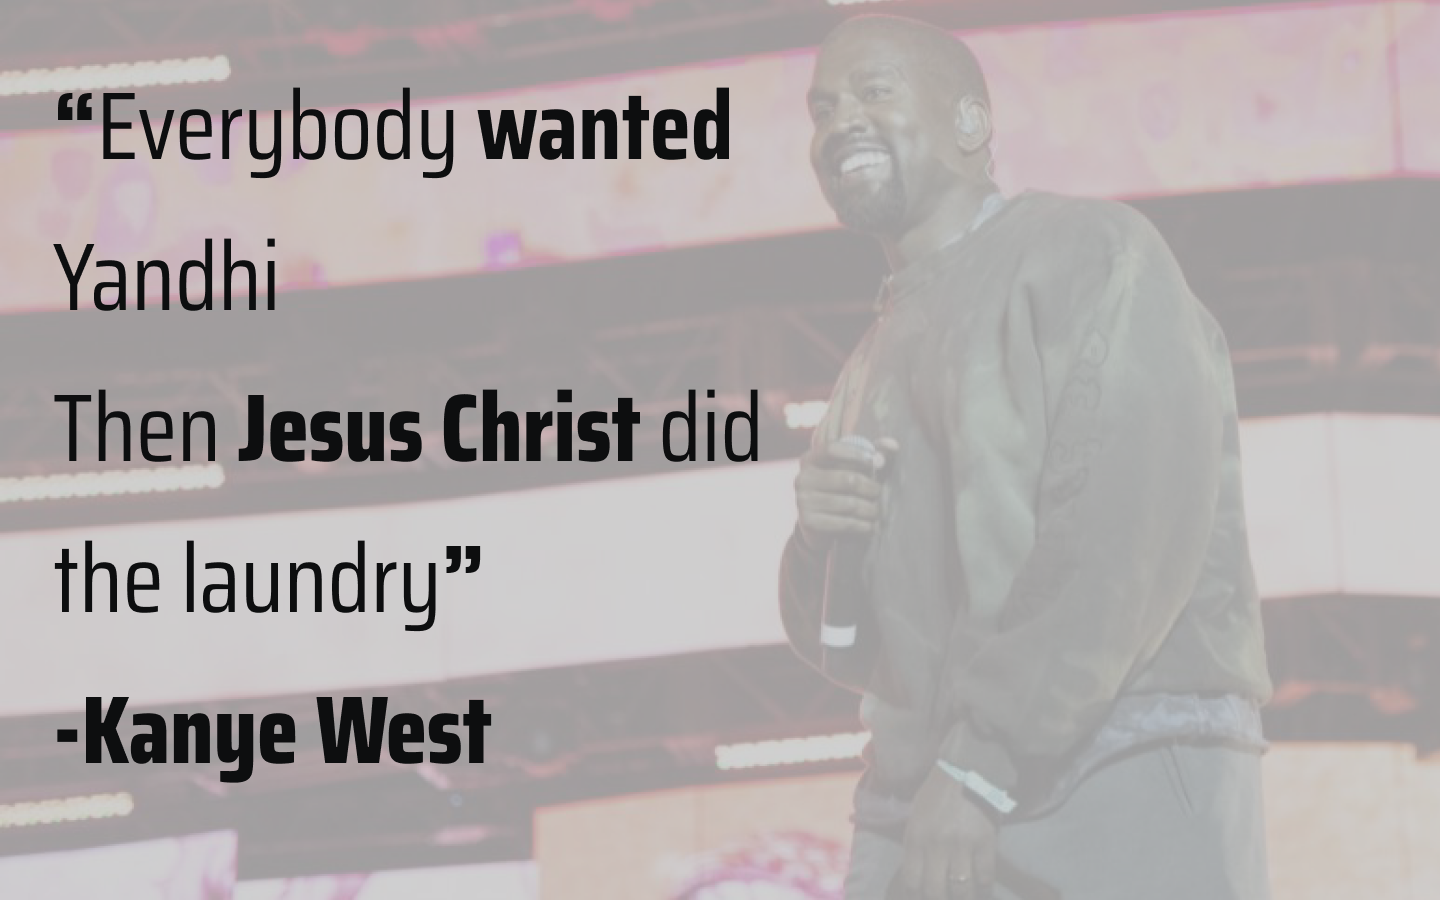 “Everybody wanted
Yandhi
Then Jesus Christ did
the laundry”
-Kanye West